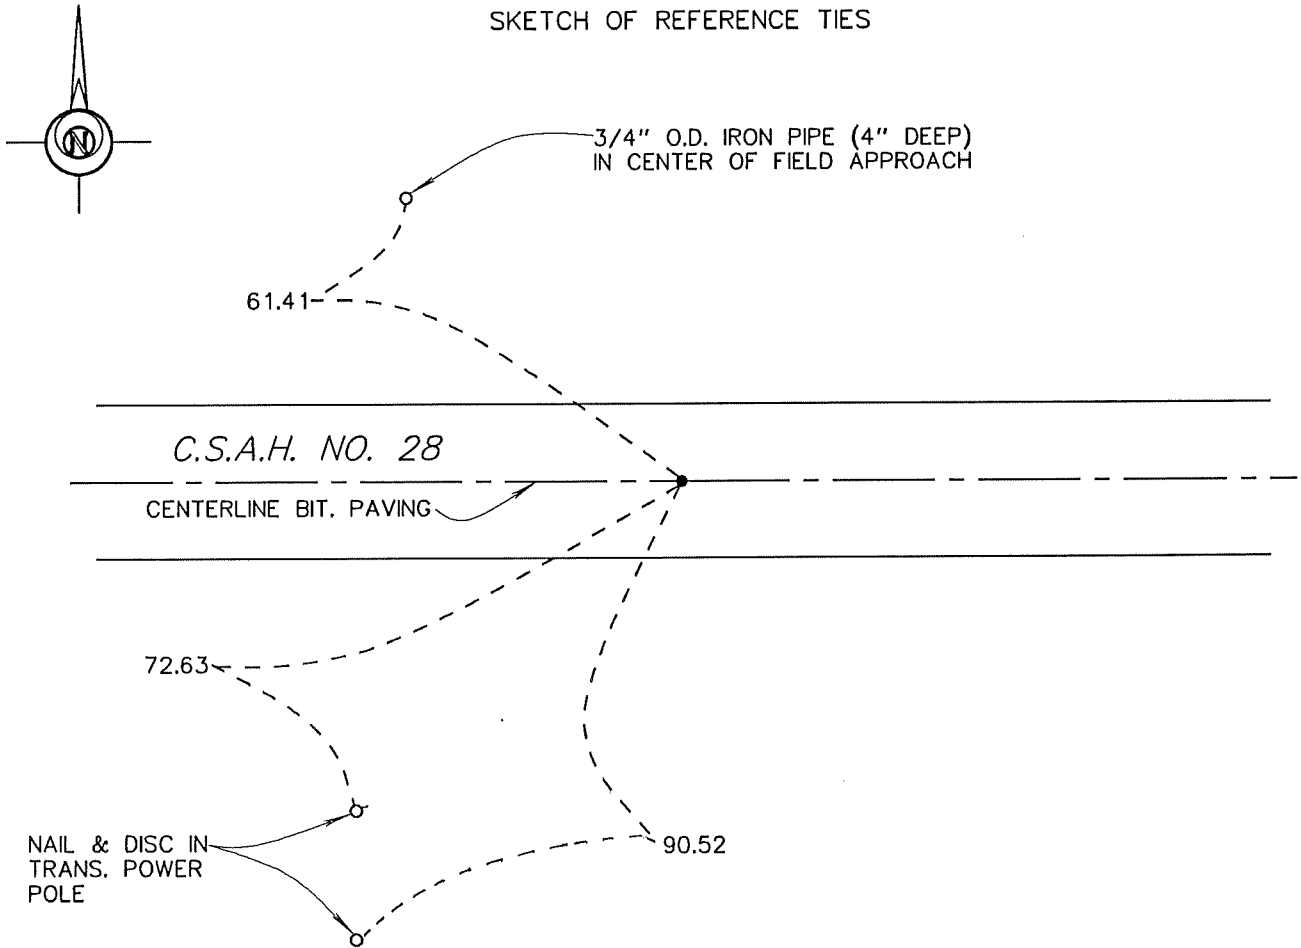 SKETCH OF REFERENCE TIES
N
3/4" O.D. IRON PIPE (4" DEEP)
IN CENTER OF FIELD APPROACH
61.41
C.S.A.H. NO. 28
CENTERLINE BIT. PAVING
72.63
NAIL & DISC IN
TRANS. POWER
POLE
90.52